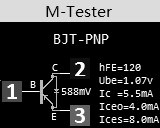 M-Tester
BJT-PNP
C 2 hFE=120
Ube=1.07v
1 B 588mV Ic =5.5mA
Iceo=4.0mA
E 3 Ices=8.0mA